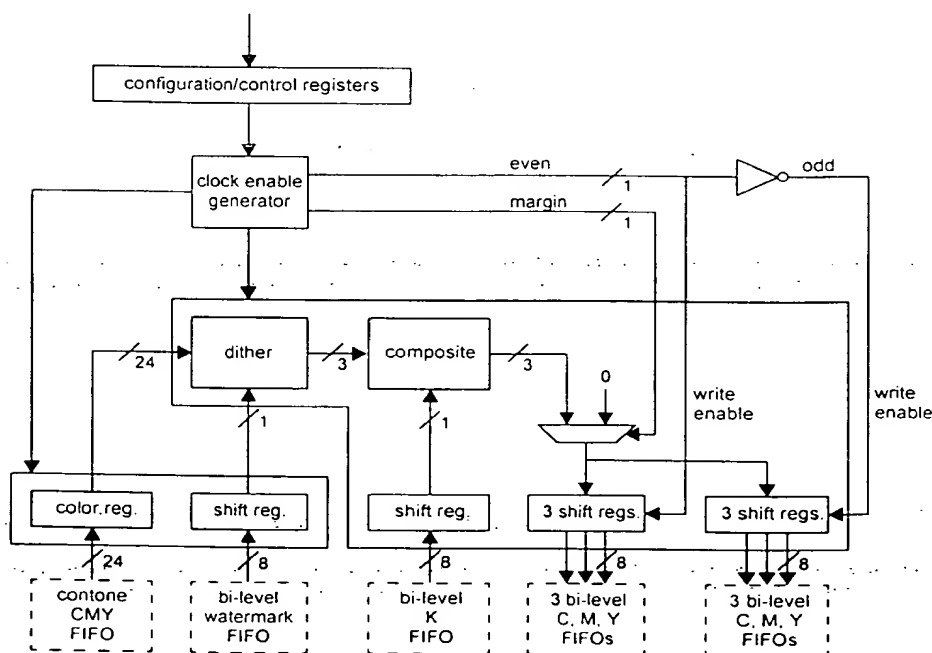 configuration/control registers
even
odd
1
clock enable
generator
margin
1
dither
composite
24
3
3
0
write
enable
write
enable
1
1
color reg.
shift reg.
shift reg.
3 shift regs.
3 shift regs.
24
8
8
8
8
contone
CMY
FIFO
bi-level
watermark
FIFO
bi-level
K
FIFO
3 bi-level
C, M, Y
FIFOs
3 bi-level
C, M, Y
FIFOs